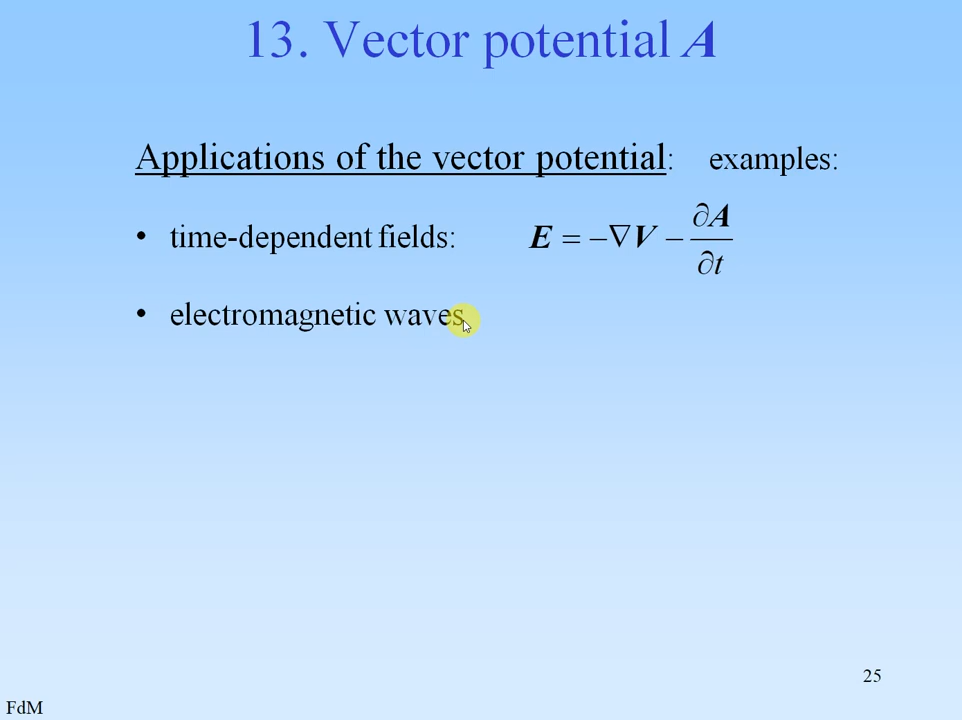 13. Vector potential A
Applications of the vector potential: examples:
• time-dependent fields: E = –∇V – ∂A/∂t
• electromagnetic waves
25
FdM